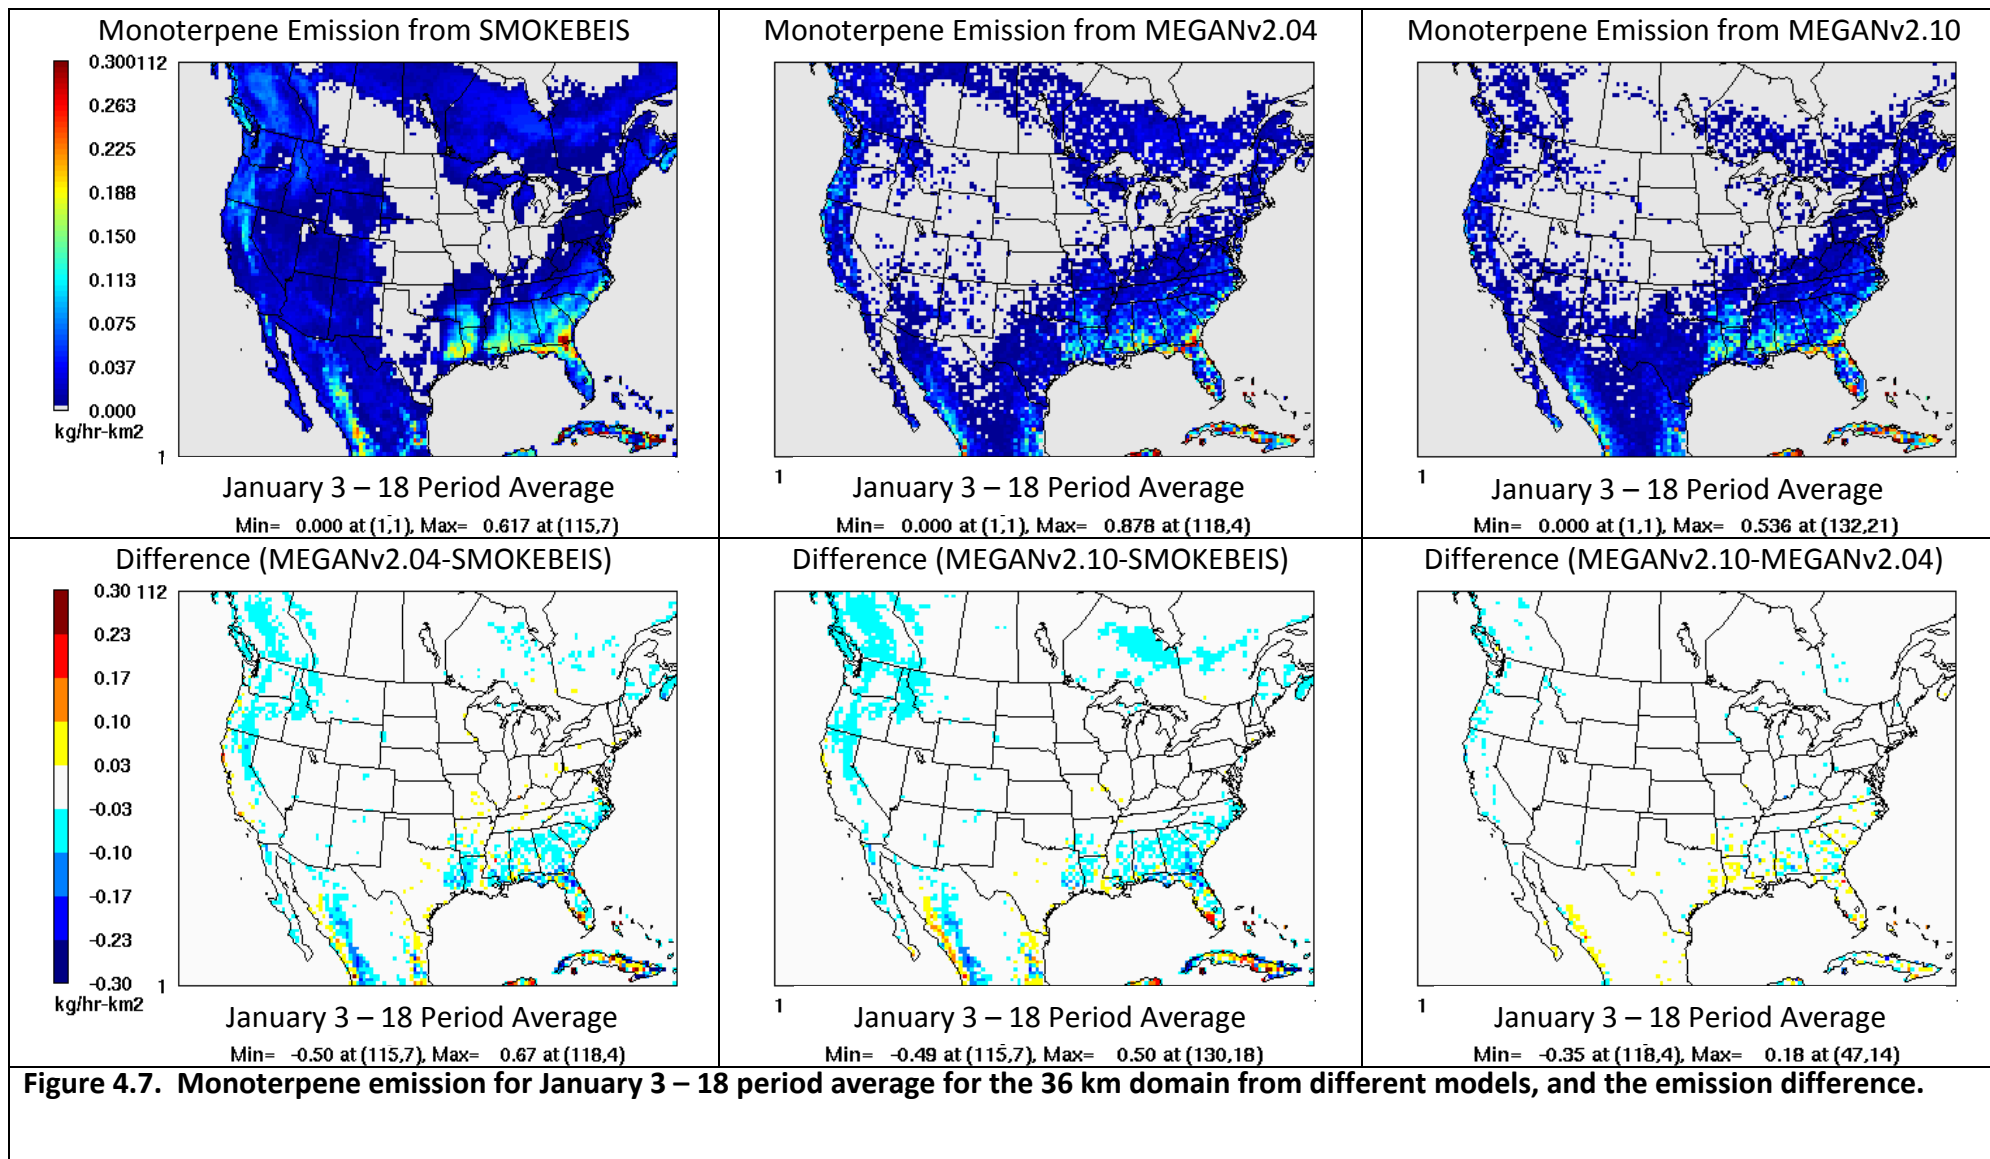 Monoterpene Emission from SMOKEBEIS
0.300 112
0.263
0.225
0.188
0.150
0.113
0.075
0.037
0.000
kg/hr-km2
1
1
January 3 – 18 Period Average
Min= 0.000 at (1,1), Max= 0.617 at (115,7)
Monoterpene Emission from MEGANv2.04
1
1
January 3 – 18 Period Average
Min= 0.000 at (1,1), Max= 0.878 at (118,4)
Monoterpene Emission from MEGANv2.10
1
1
January 3 – 18 Period Average
Min= 0.000 at (1,1), Max= 0.536 at (132,21)
Difference (MEGANv2.04-SMOKEBEIS)
0.30 112
0.23
0.17
0.10
0.03
-0.03
-0.10
-0.17
-0.23
-0.30
kg/hr-km2
1
January 3 – 18 Period Average
Min= -0.50 at (115,7), Max= 0.67 at (118,4)
Difference (MEGANv2.10-SMOKEBEIS)
1
January 3 – 18 Period Average
Min= -0.49 at (115,7), Max= 0.50 at (130,18)
Difference (MEGANv2.10-MEGANv2.04)
1
January 3 – 18 Period Average
Min= -0.35 at (118,4), Max= 0.18 at (47,14)
Figure 4.7. Monoterpene emission for January 3 – 18 period average for the 36 km domain from different models, and the emission difference.